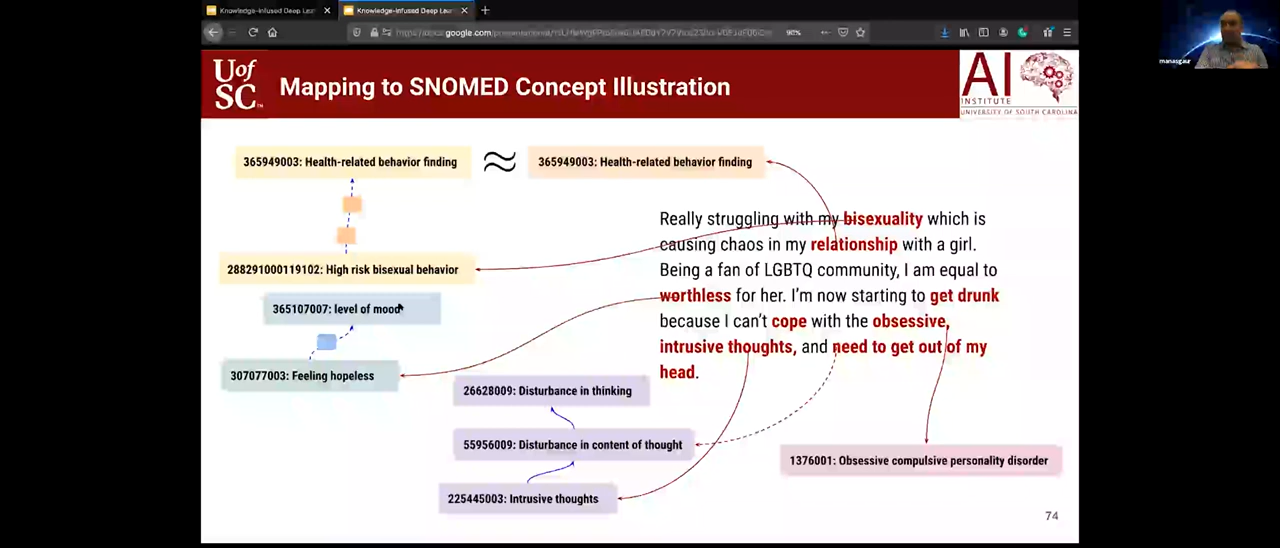 Knowledge-infused Deep Lear
Knowledge-Infused Deep Lear
google.com
90%
manasgaur
UofSC
Mapping to SNOMED Concept Illustration
AI
INSTITUTE
UNIVERSITY OF SOUTH CAROLINA
365949003: Health-related behavior finding
≈
365949003: Health-related behavior finding
Really struggling with my bisexuality which is
causing chaos in my relationship with a girl.
Being a fan of LGBTQ community, I am equal to
worthless for her. I'm now starting to get drunk
because I can't cope with the obsessive,
intrusive thoughts, and need to get out of my
head.
288291000119102: High risk bisexual behavior
365107007: level of mood
307077003: Feeling hopeless
26628009: Disturbance in thinking
55956009: Disturbance in content of thought
225445003: Intrusive thoughts
1376001: Obsessive compulsive personality disorder
74